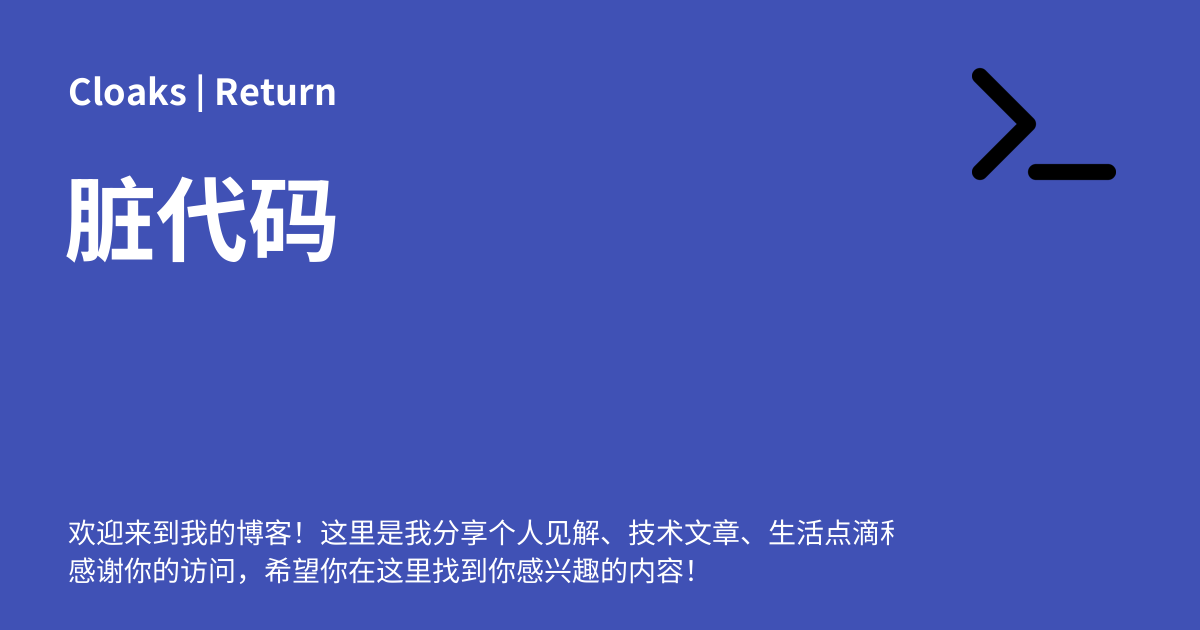 Cloaks | Return
脏代码
欢迎来到我的博客！这里是我分享个人见解、技术文章、生活点滴
感谢你的访问，希望你在这里找到你感兴趣的内容！